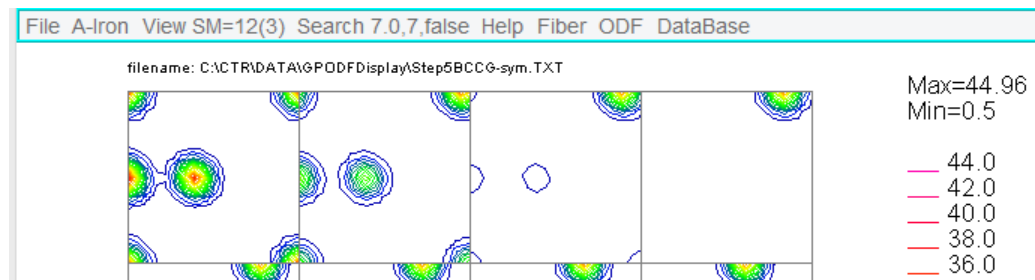 File A-Iron View SM=12(3) Search 7.0,7,false Help Fiber ODF DataBase
filename: C:\CTR\DATA\GPODFDisplay\Step5BCCG-sym.TXT
Max=44.96
Min=0.5
44.0
42.0
40.0
38.0
36.0